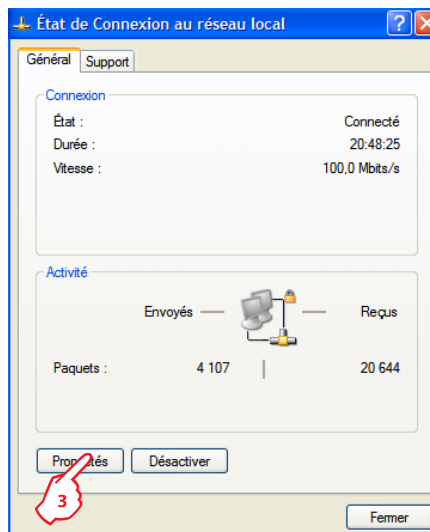 État de Connexion au réseau local
Général Support
Connexion
État : Connecté
Durée : 20:48:25
Vitesse : 100,0 Mbits/s
Activité
Envoyés Reçus
Paquets : 4 107 20 644
Désactiver
3
Fermer